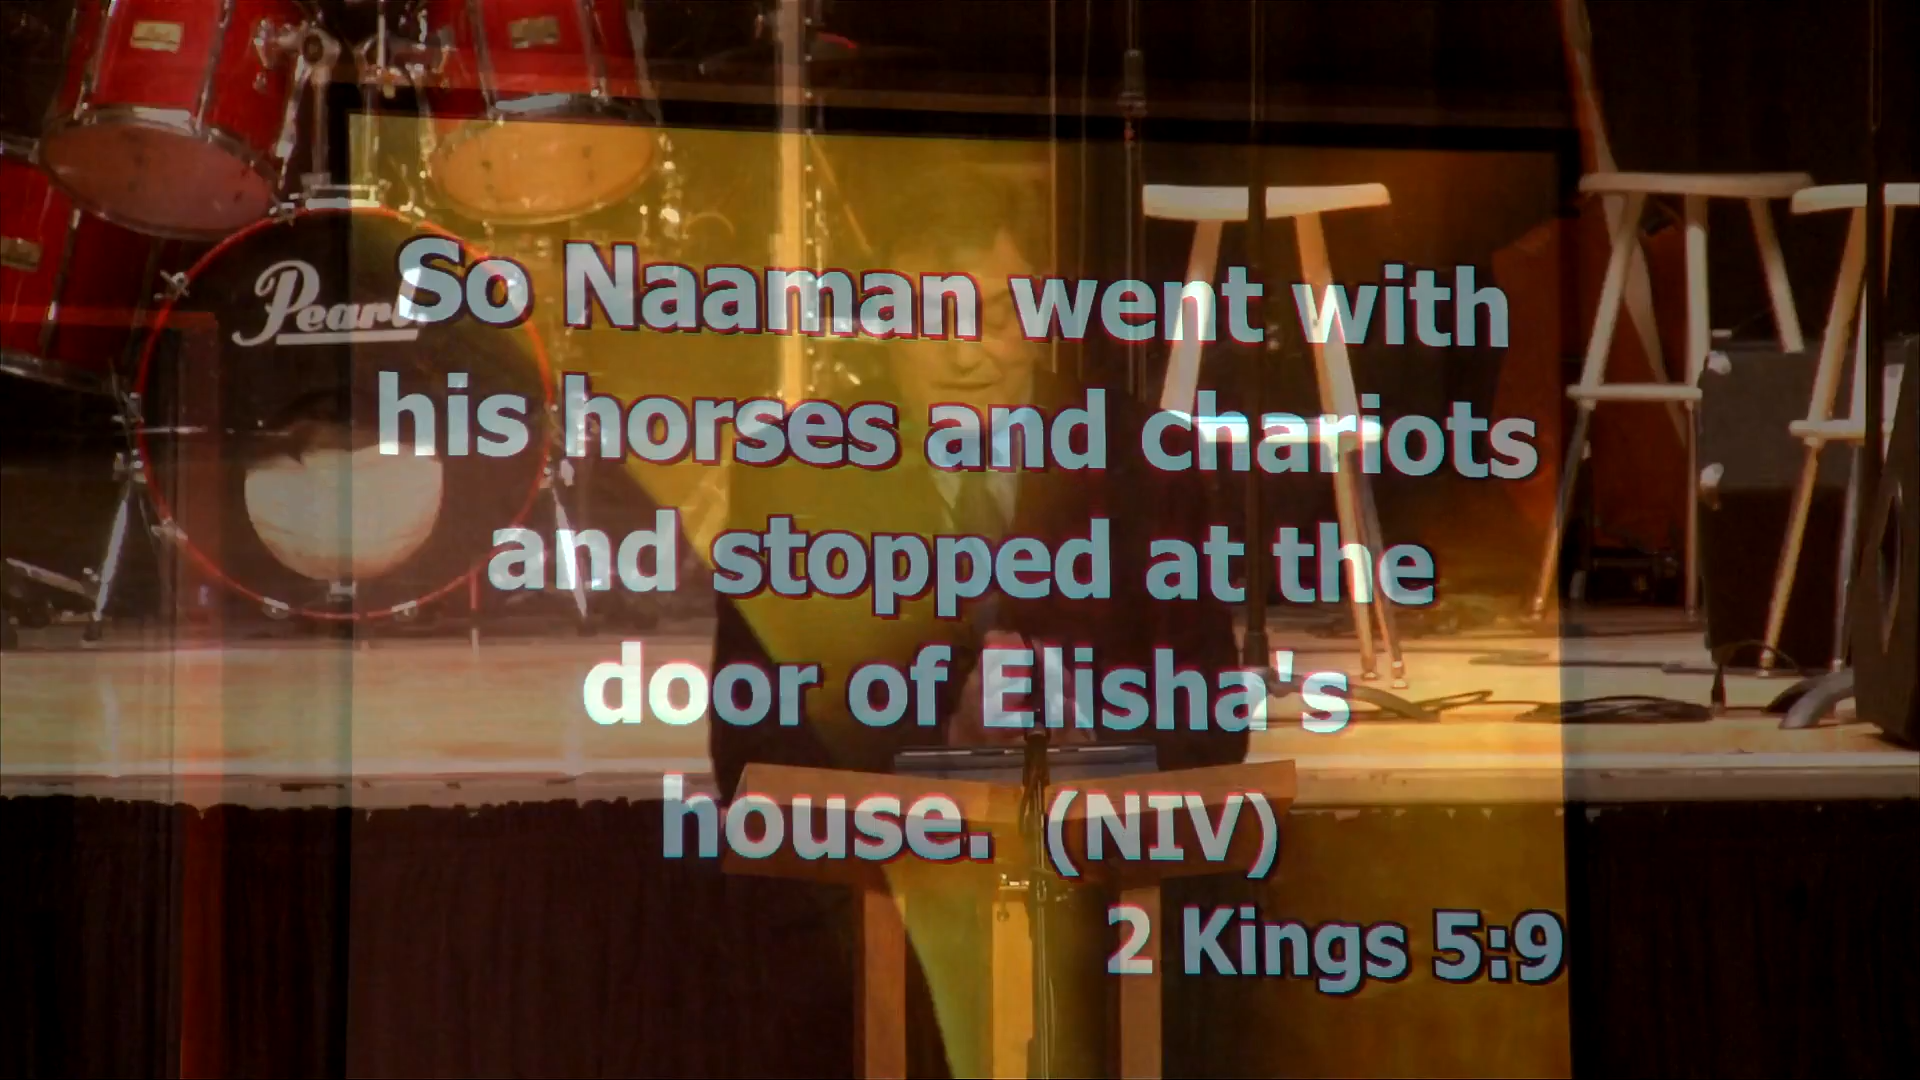 Pearl
So Naaman went with
his horses and chariots
and stopped at the
door of Elisha's
house. (NIV)
2 Kings 5:9